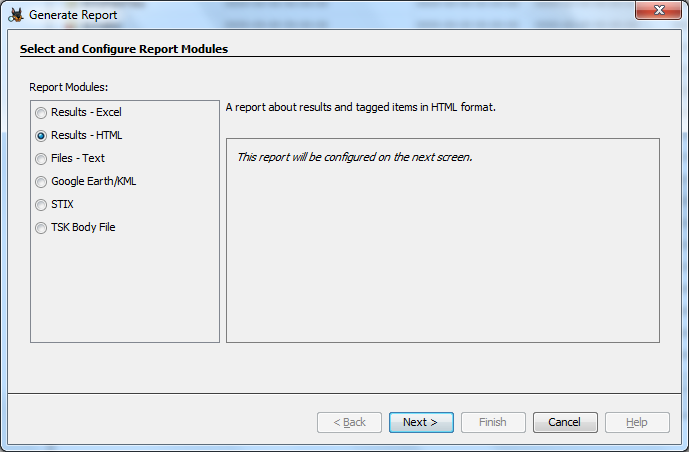 Generate Report
Select and Configure Report Modules
Report Modules:
Results - Excel
Results - HTML
Files - Text
Google Earth/KML
STIX
TSK Body File
A report about results and tagged items in HTML format.
This report will be configured on the next screen.
< Back
Next >
Finish
Cancel
Help